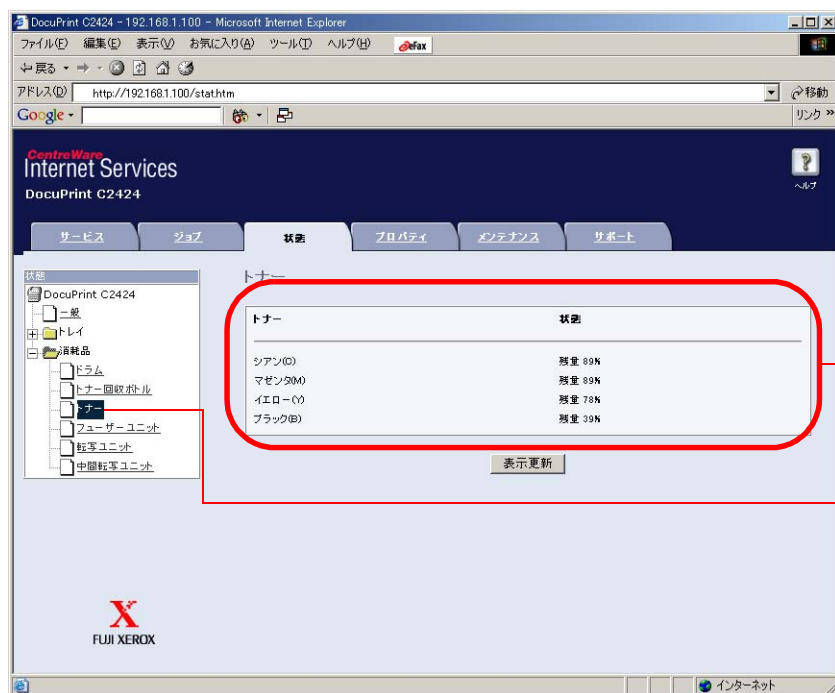 DocuPrint C2424 - 192.168.1.100 - Microsoft Internet Explorer
ファイル(F) 編集(E) 表示(V) お気に入り(A) ツール(T) ヘルプ(H) eFax
戻る
アドレス(D) http://192.168.1.100/stat.htm 移動
Google リンク »
CentreWare
Internet Services
DocuPrint C2424
ヘルプ
サービス ジョブ 状態 プロパティ メンテナンス サポート
状態
DocuPrint C2424
一般
トレイ
消耗品
ドラム
トナー回収ボトル
トナー
フューザーユニット
転写ユニット
中間転写ユニット
トナー
トナー 状態
シアン(C) 残量 89%
マゼンタ(M) 残量 89%
イエロー(Y) 残量 78%
ブラック(B) 残量 39%
表示更新
X
FUJI XEROX
インターネット